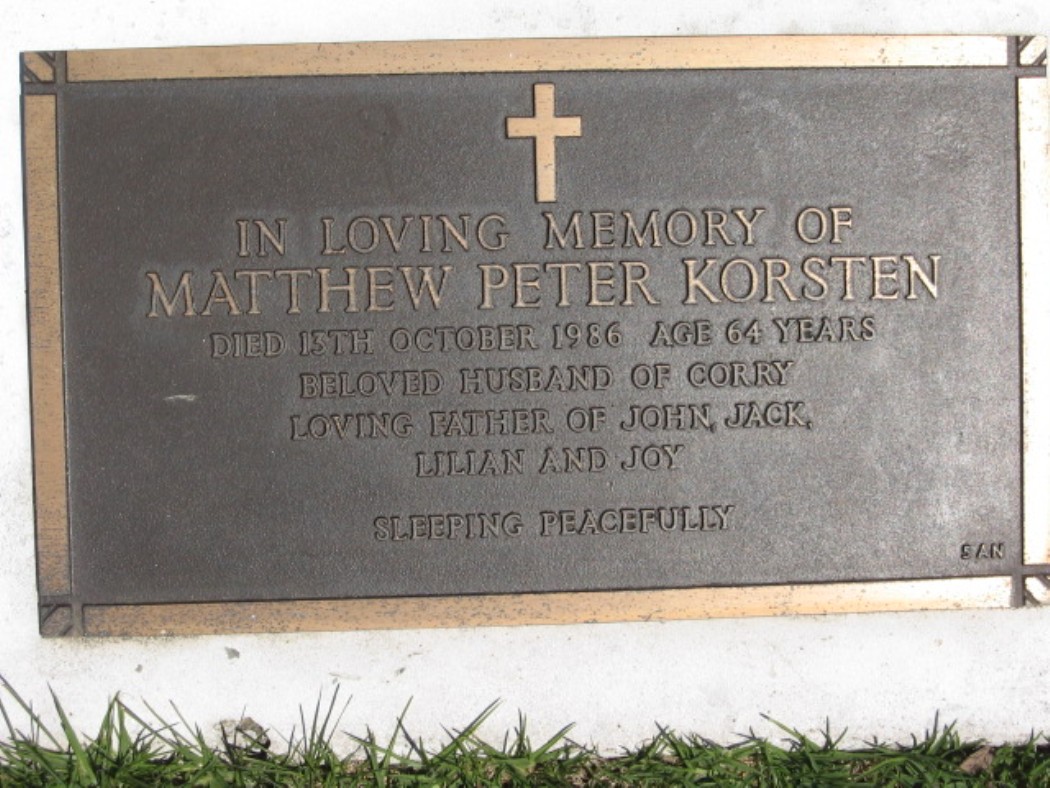 IN LOVING MEMORY OF
MATTHEW PETER KORSTEN
DIED 13TH OCTOBER 1986 AGE 64 YEARS
BELOVED HUSBAND OF CORRY
LOVING FATHER OF JOHN, JACK,
LILIAN AND JOY
SLEEPING PEACEFULLY
SAN